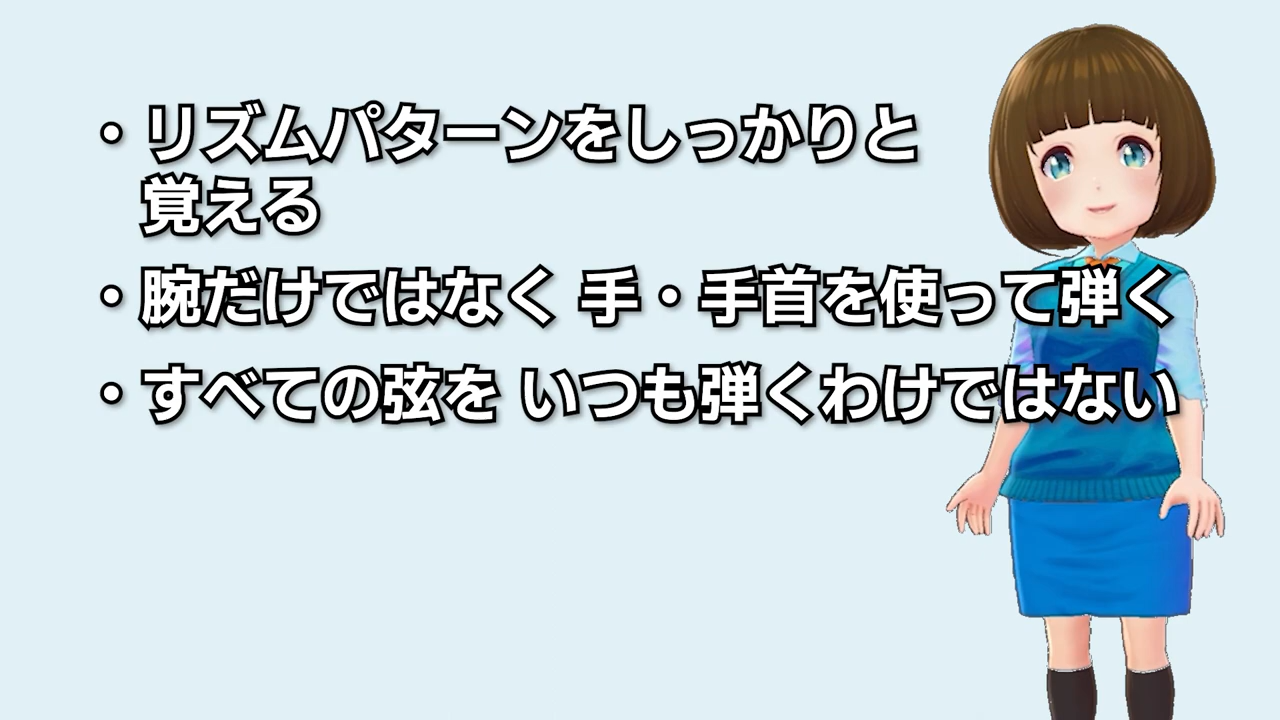 ・リズムパターンをしっかりと
覚える
・腕だけではなく 手・手首を使って弾く
・すべての弦を いつも弾くわけではない